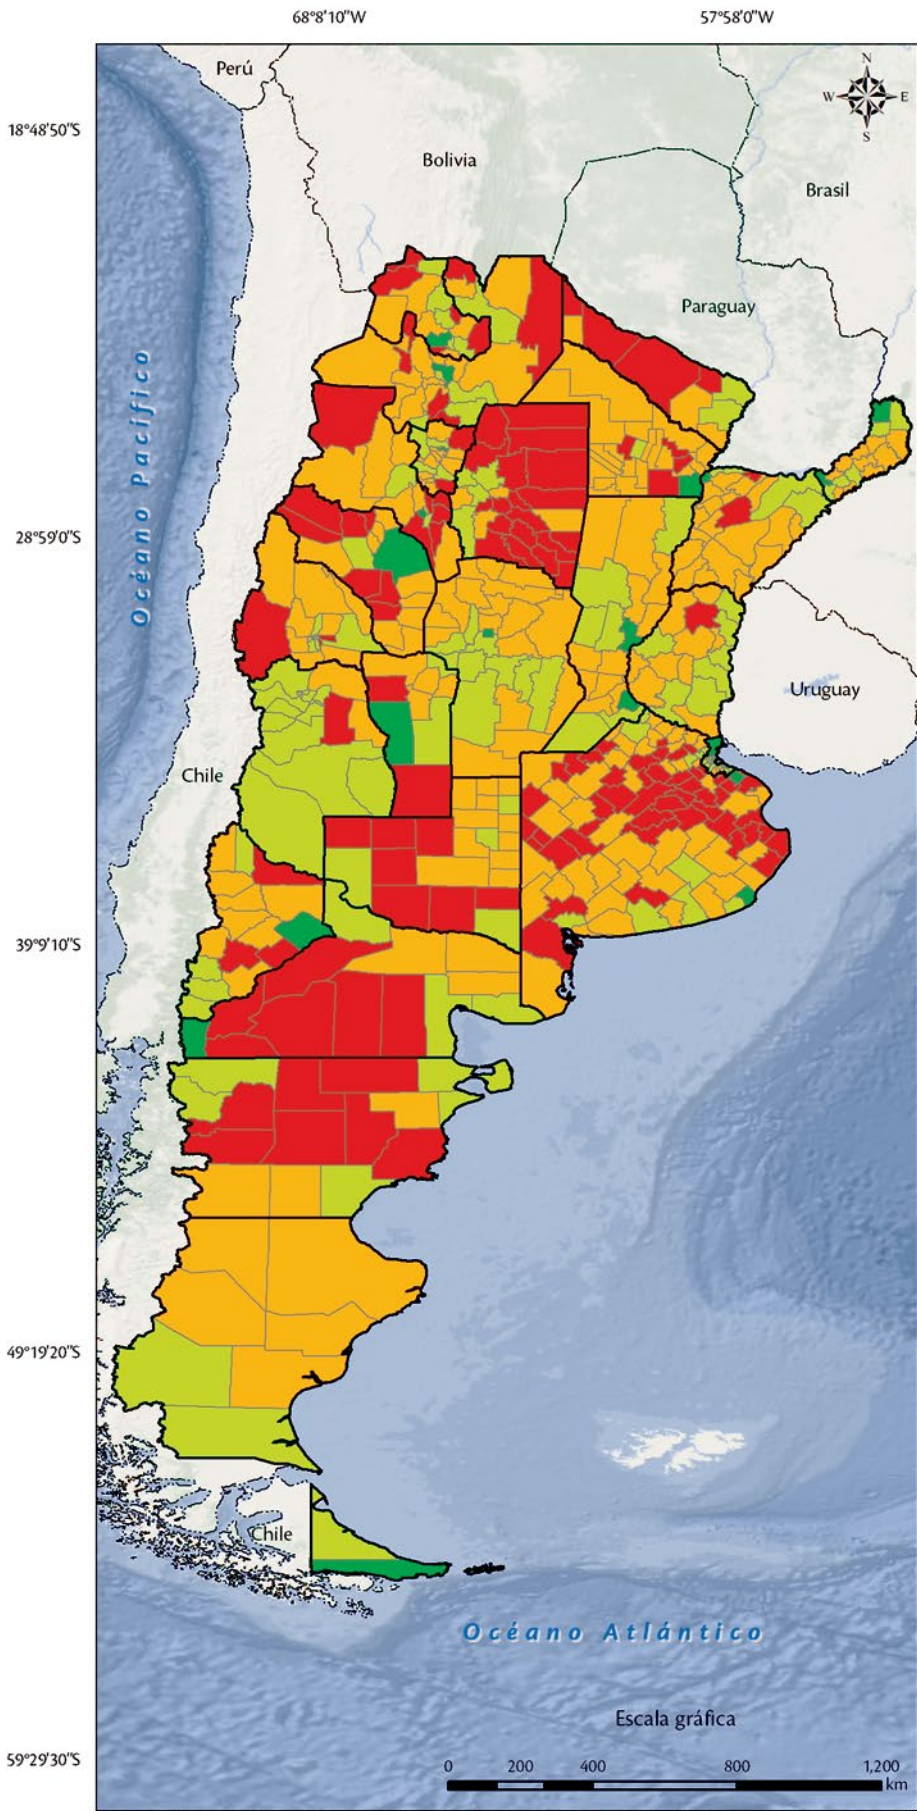 68°8'10"W
57°58'0"W
Perú
N
W
E
S
18°48'50"S
Bolivia
Brasil
Paraguay
Océano Pacífico
28°59'0"S
Uruguay
Chile
39°9'10"S
49°19'20"S
Chile
Océano Atlántico
Escala gráfica
59°29'30"S
0 200 400 800 1,200
km